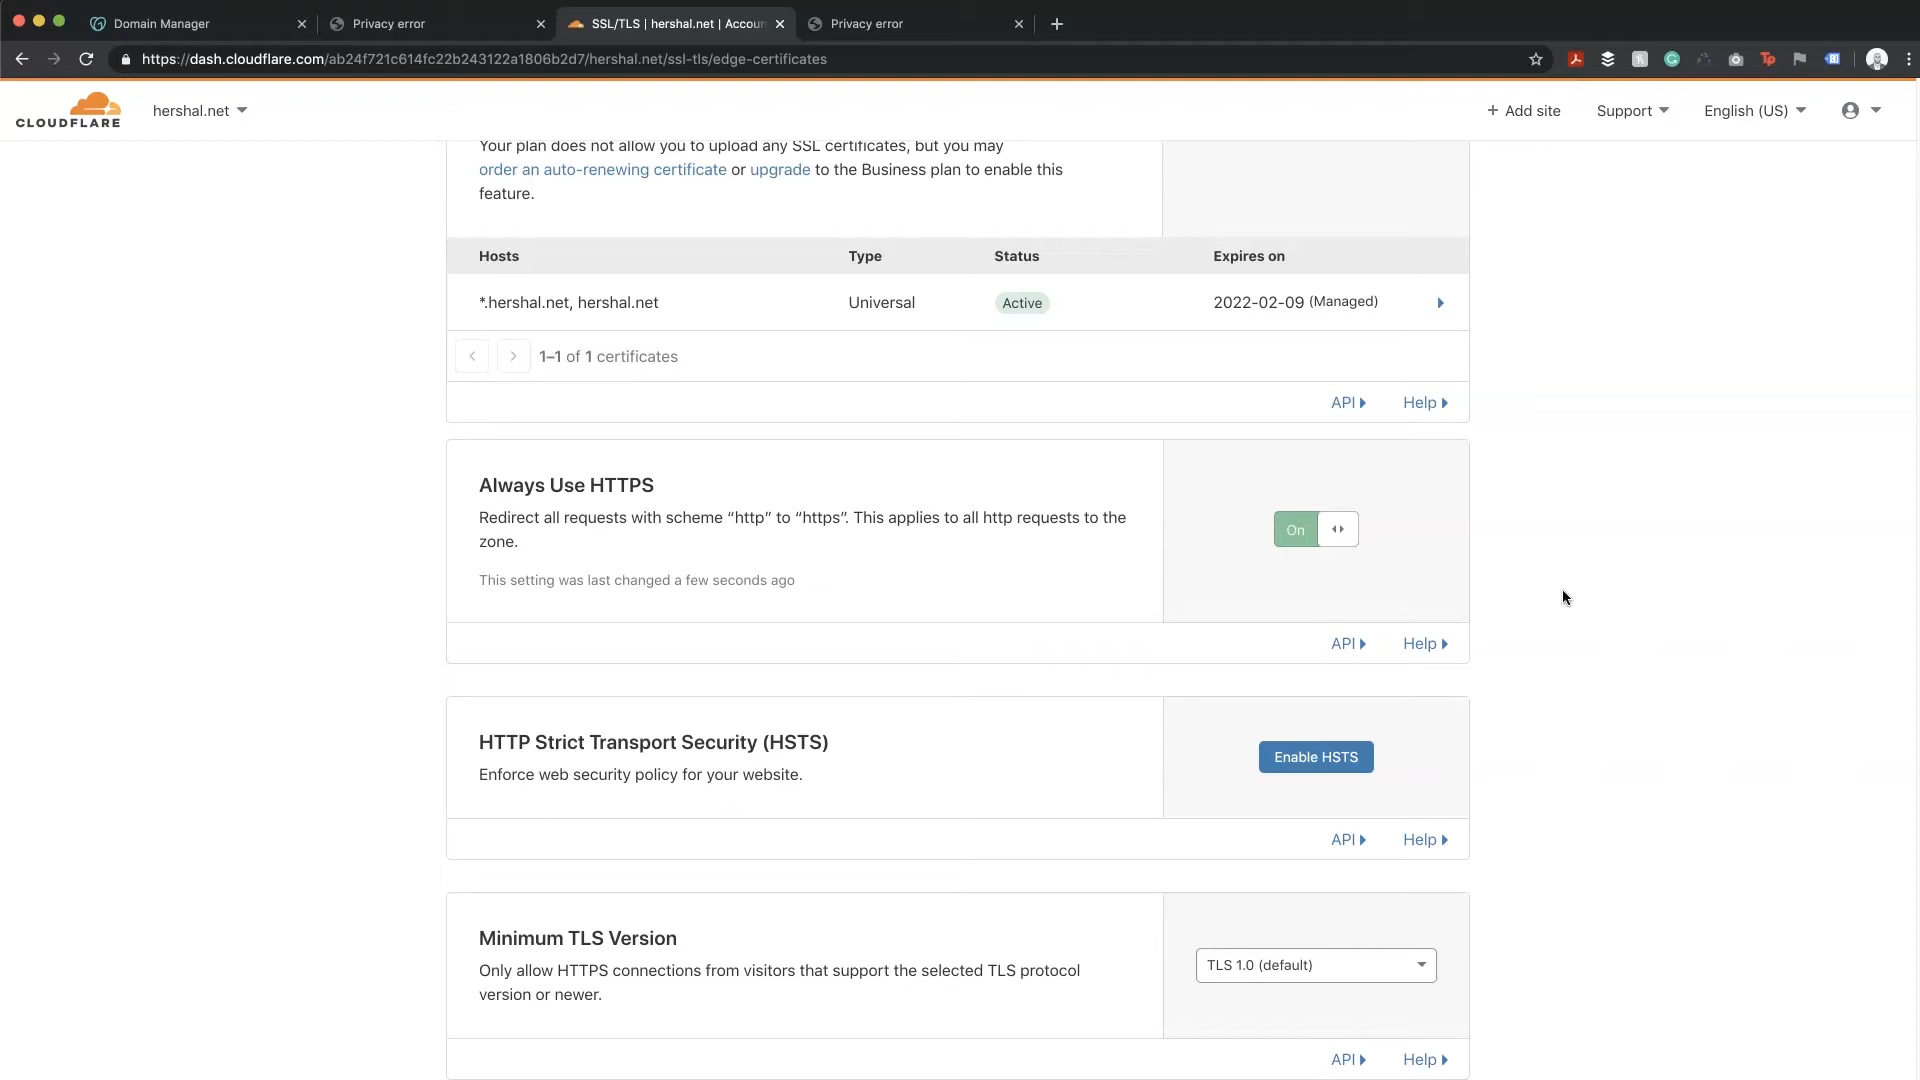 Domain Manager
Privacy error
SSL/TLS | hershal.net | Accoun
Privacy error
https://dash.cloudflare.com/ab24f721c614fc22b243122a1806b2d7/hershal.net/ssl-tls/edge-certificates
CLOUDFLARE
hershal.net
+ Add site
Support
English (US)
Your plan does not allow you to upload any SSL certificates, but you may
order an auto-renewing certificate or upgrade to the Business plan to enable this
feature.
Hosts Type Status Expires on
*.hershal.net, hershal.net Universal Active 2022-02-09 (Managed)
1–1 of 1 certificates
API Help
Always Use HTTPS
Redirect all requests with scheme “http” to “https”. This applies to all http requests to the
zone.
This setting was last changed a few seconds ago
On
API Help
HTTP Strict Transport Security (HSTS)
Enforce web security policy for your website.
Enable HSTS
API Help
Minimum TLS Version
Only allow HTTPS connections from visitors that support the selected TLS protocol
version or newer.
TLS 1.0 (default)
API Help